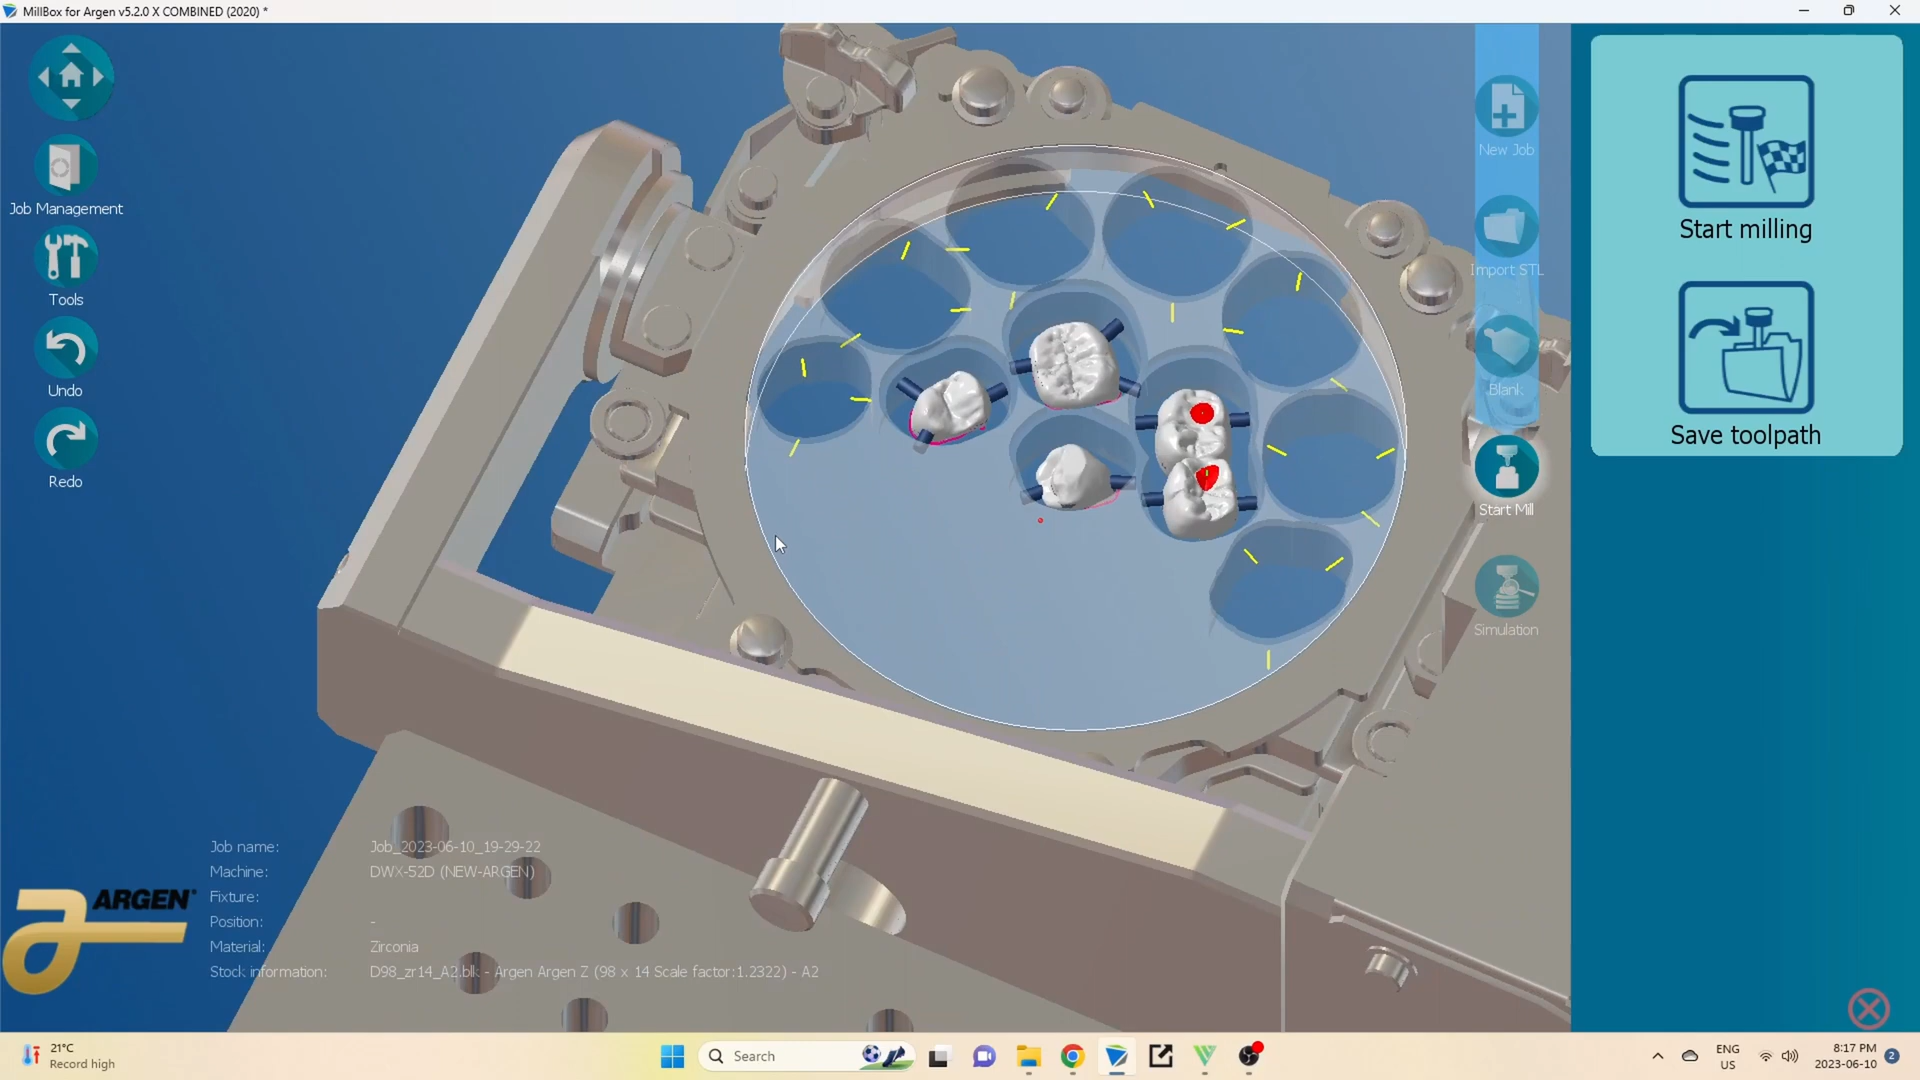 MillBox for Argen v5.2.0 X COMBINED (2020) *
Job Management
Tools
Undo
Redo
New Job
Import STL
Blank
Start Mill
Simulation
Start milling
Save toolpath
ARGEN
Job name: Job_2023-06-10_19-29-22
Machine: DWX-52D (NEW-ARGEN)
Fixture:
Position: -
Material: Zirconia
Stock information: D98_zr14_A2.blk - Argen Argen Z (98 x 14 Scale factor:1.2322) - A2
21°C
Record high
Search
ENG
US
8:17 PM
2023-06-10
2